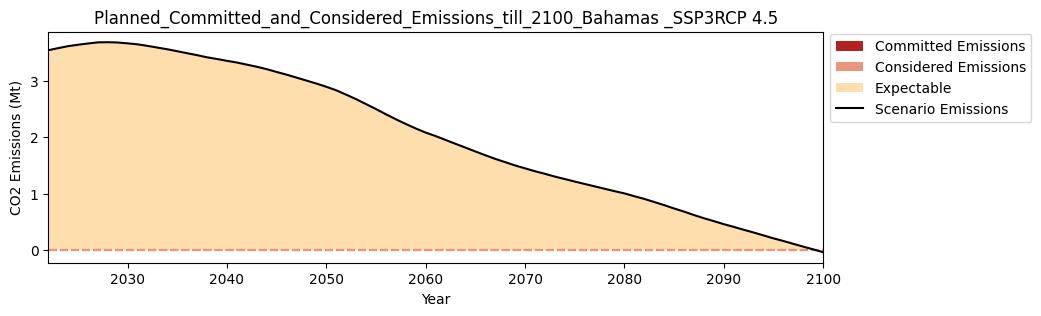 Planned_Committed_and_Considered_Emissions_till_2100_Bahamas _SSP3RCP 4.5
CO2 Emissions (Mt)
3
2
1
0
2030 2040 2050 2060 2070 2080 2090 2100
Year
Committed Emissions
Considered Emissions
Expectable
Scenario Emissions